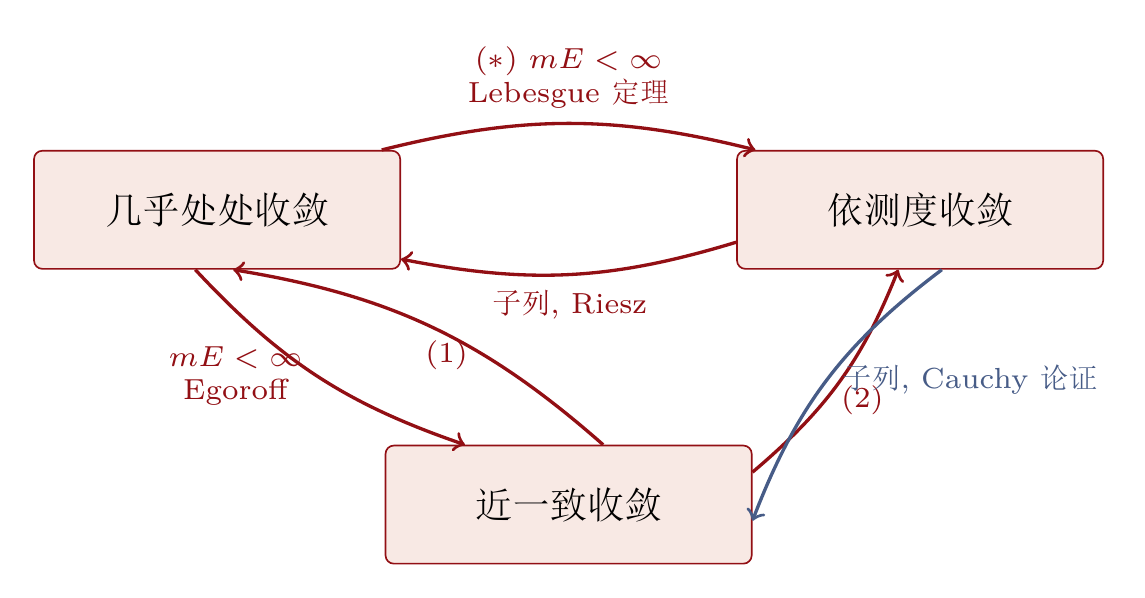 (∗) mE < ∞
Lebesgue 定理
几乎处处收敛
依测度收敛
子列, Riesz
mE < ∞
Egoroff
(1)
子列, Cauchy 论证
(2)
近一致收敛